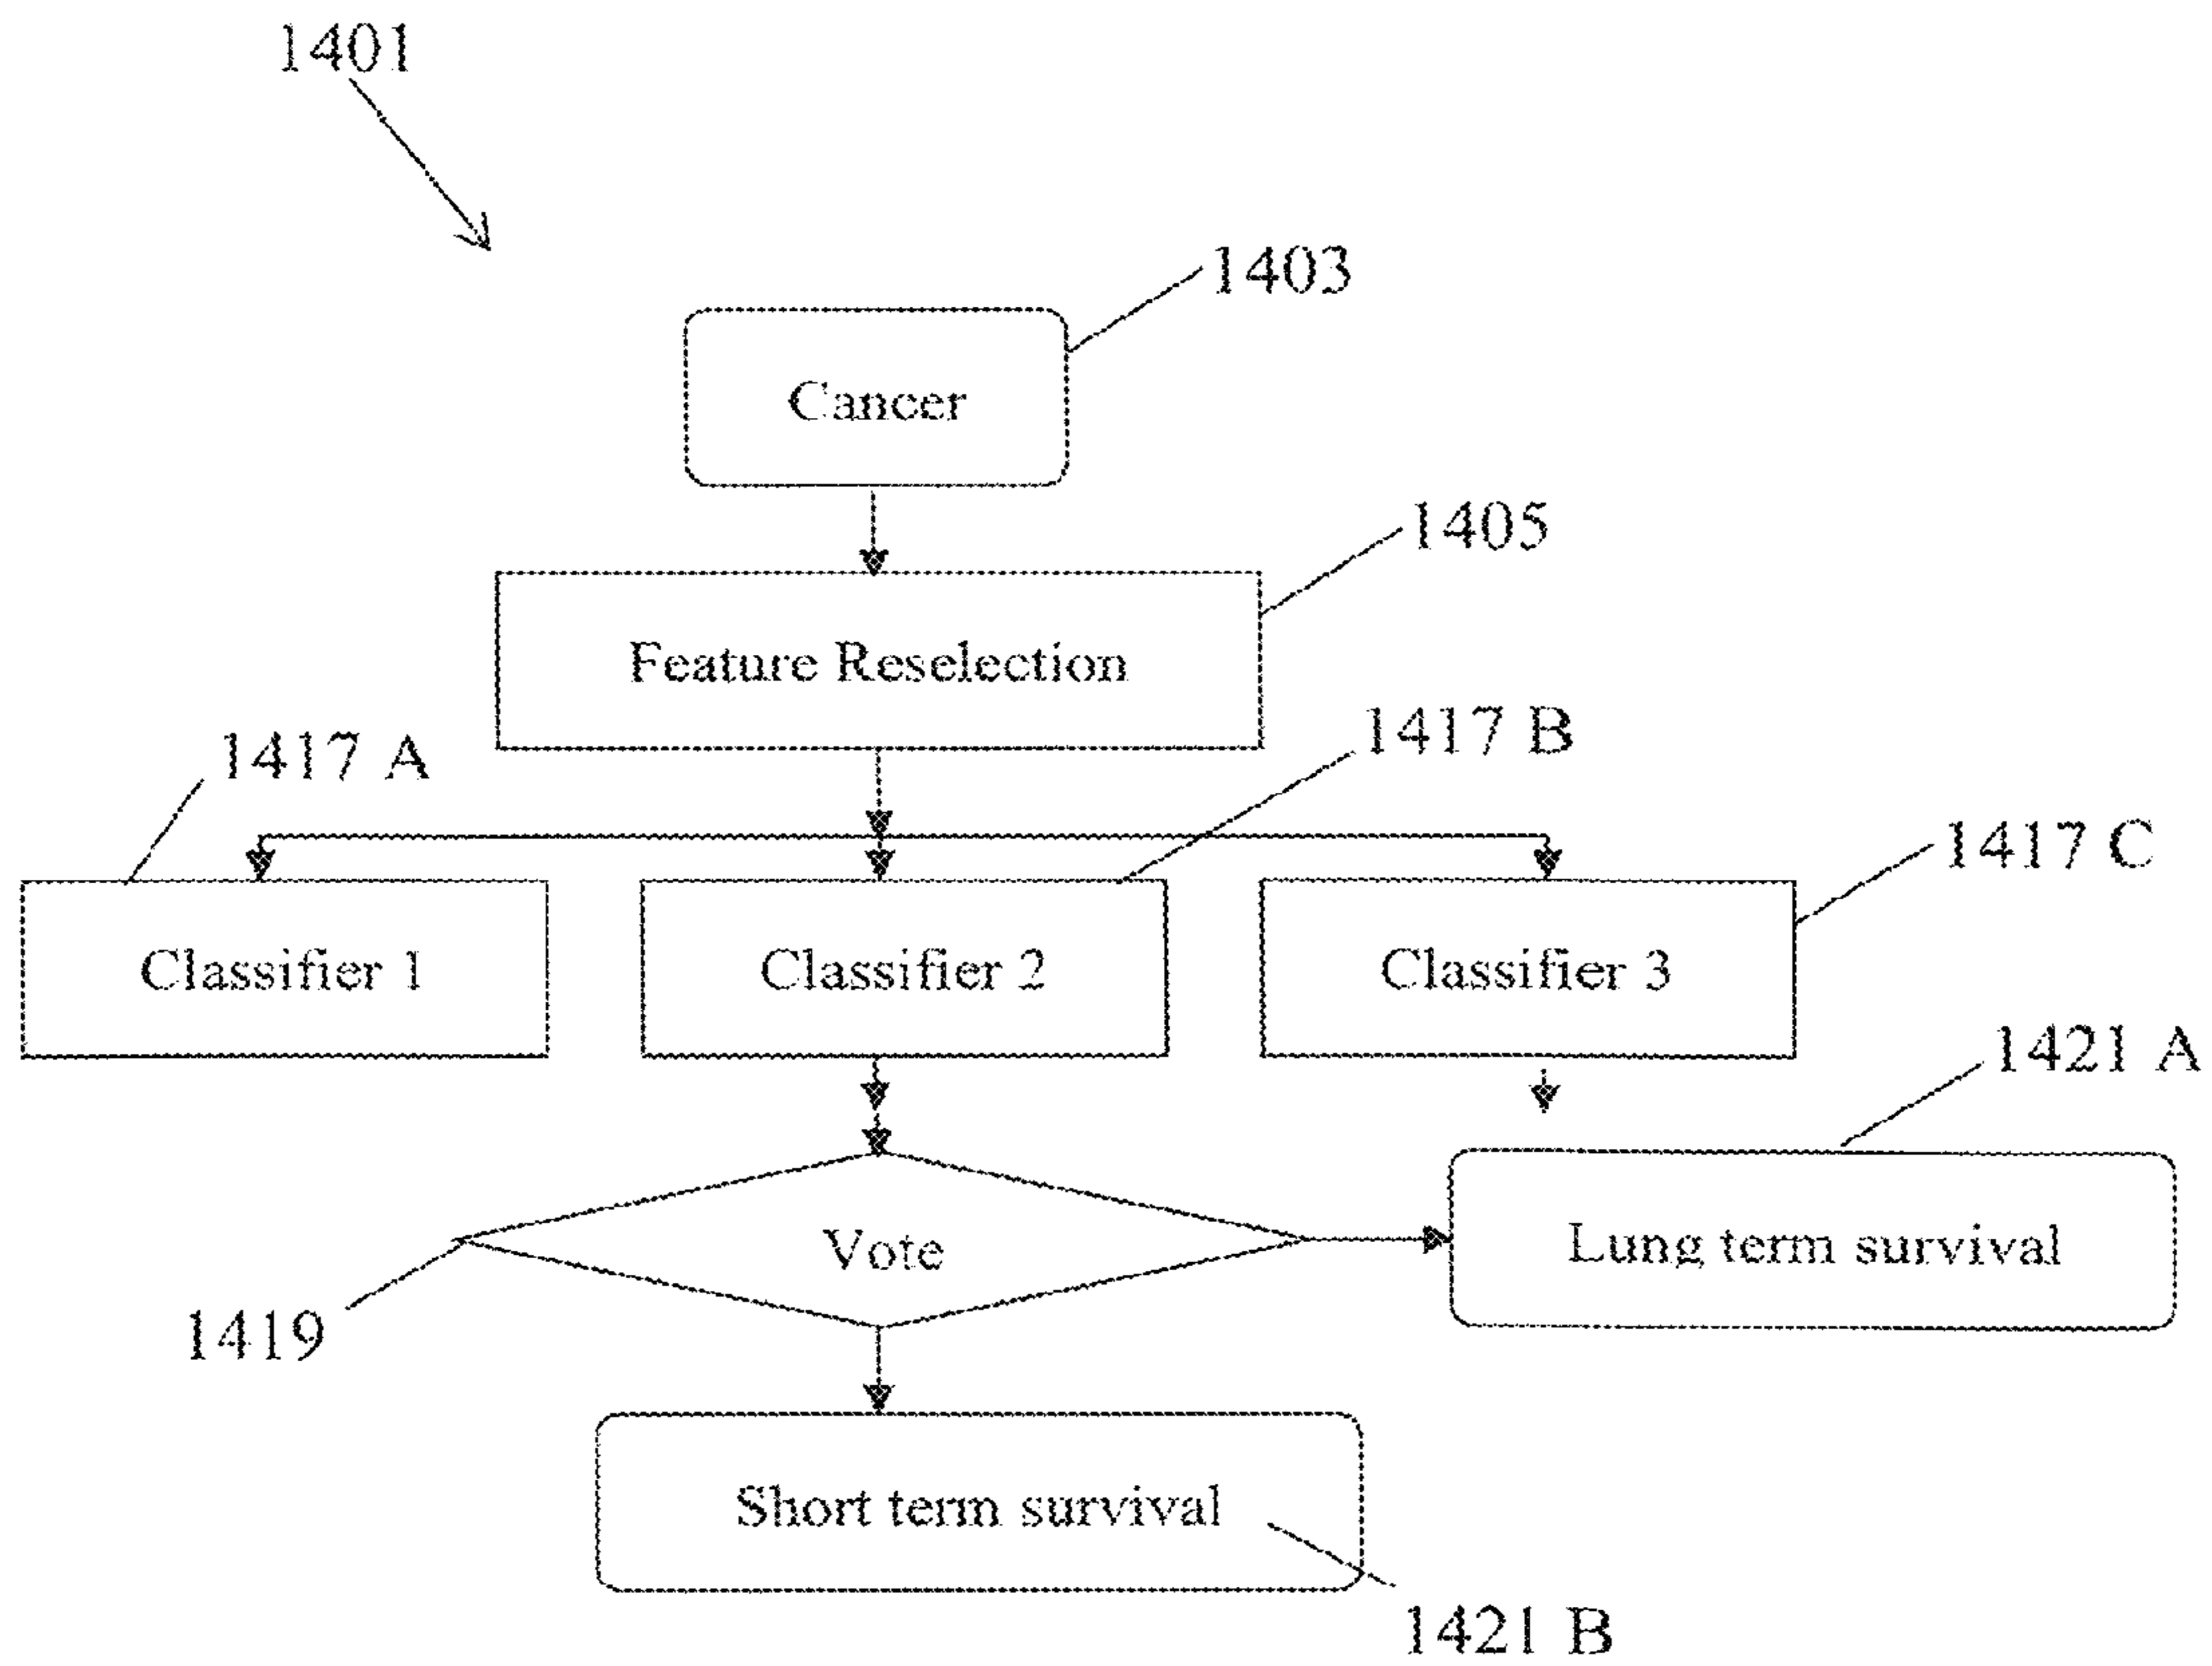 1401
1403
Cancer
1405
Feature Reselection
1417 A
1417 B
1417 C
Classifier 1
Classifier 2
Classifier 3
1421 A
Vote
Lung term survival
1419
Short term survival
1421 B